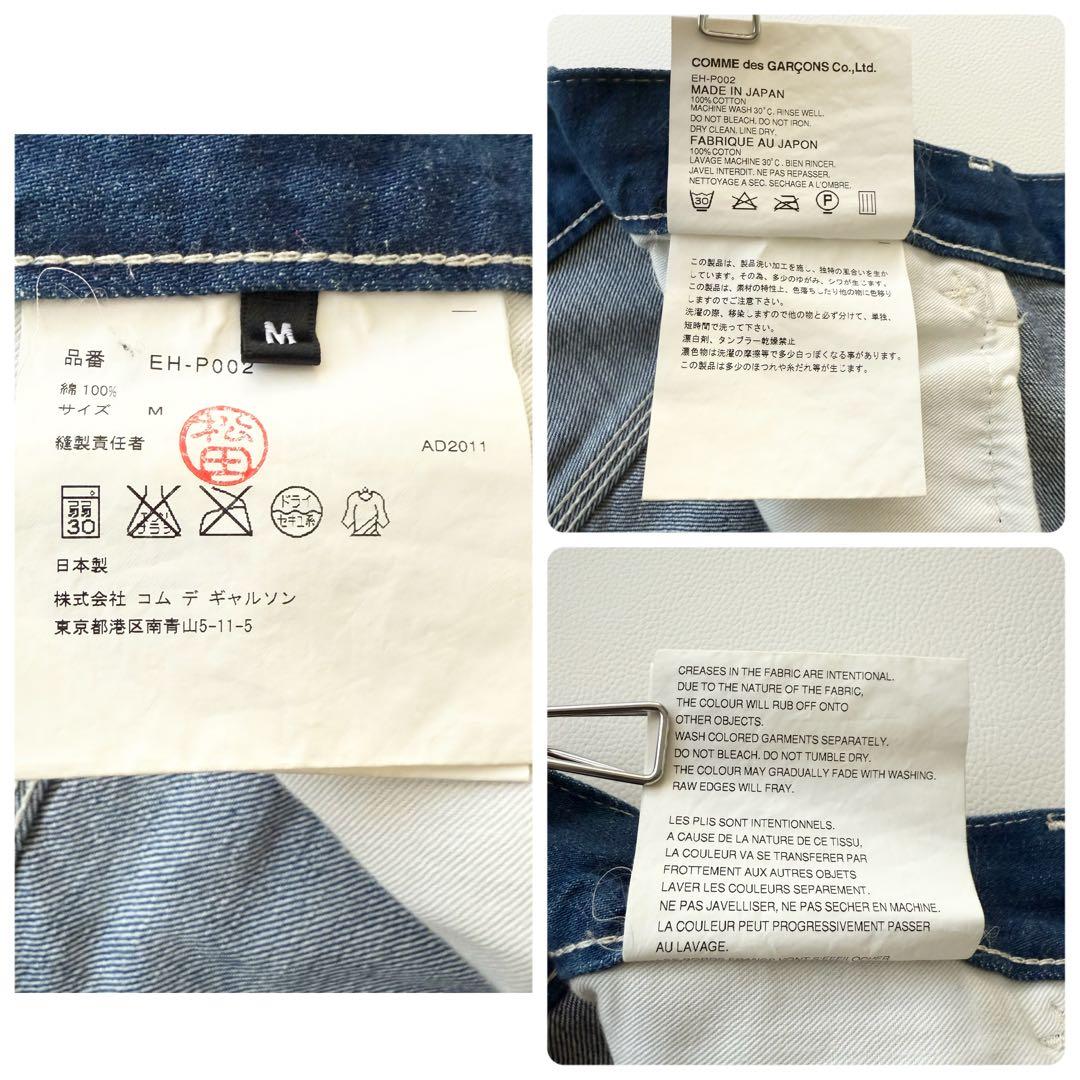 M
品番 EH-P002
綿 100%
サイズ M
縫製責任者 松田 AD2011
弱
30
ドライ
セキユ系
日本製
株式会社 コム デ ギャルソン
東京都港区南青山5-11-5
COMME des GARÇONS Co.,Ltd.
EH-P002
MADE IN JAPAN
100% COTTON
MACHINE WASH 30°C. RINSE WELL.
DO NOT BLEACH. DO NOT IRON.
DRY CLEAN. LINE DRY.
FABRIQUE AU JAPON
100% COTON
LAVAGE MACHINE 30°C. BIEN RINCER.
JAVEL INTERDIT. NE PAS REPASSER.
NETTOYAGE A SEC. SECHAGE A L'OMBRE.
30 P
この製品は、製品洗い加工を施し、独特の風合いを生か
しています。その為、多少のゆがみ、シワが生じます。
この製品は、素材の特性上、色落ちしたり他の物に色移り
しますのでご注意下さい。
洗濯の際、移染しますので他の物と必ず分けて、単独、
短時間で洗って下さい。
漂白剤、タンブラー乾燥禁止
濃色物は洗濯の摩擦等で多少白っぽくなる事があります。
この製品は多少のほつれや糸だれ等が生じます。
CREASES IN THE FABRIC ARE INTENTIONAL.
DUE TO THE NATURE OF THE FABRIC,
THE COLOUR WILL RUB OFF ONTO
OTHER OBJECTS.
WASH COLORED GARMENTS SEPARATELY.
DO NOT BLEACH. DO NOT TUMBLE DRY.
THE COLOUR MAY GRADUALLY FADE WITH WASHING.
RAW EDGES WILL FRAY.
LES PLIS SONT INTENTIONNELS.
A CAUSE DE LA NATURE DE CE TISSU,
LA COULEUR VA SE TRANSFERER PAR
FROTTEMENT AUX AUTRES OBJETS
LAVER LES COULEURS SEPAREMENT.
NE PAS JAVELLISER, NE PAS SECHER EN MACHINE.
LA COULEUR PEUT PROGRESSIVEMENT PASSER
AU LAVAGE.